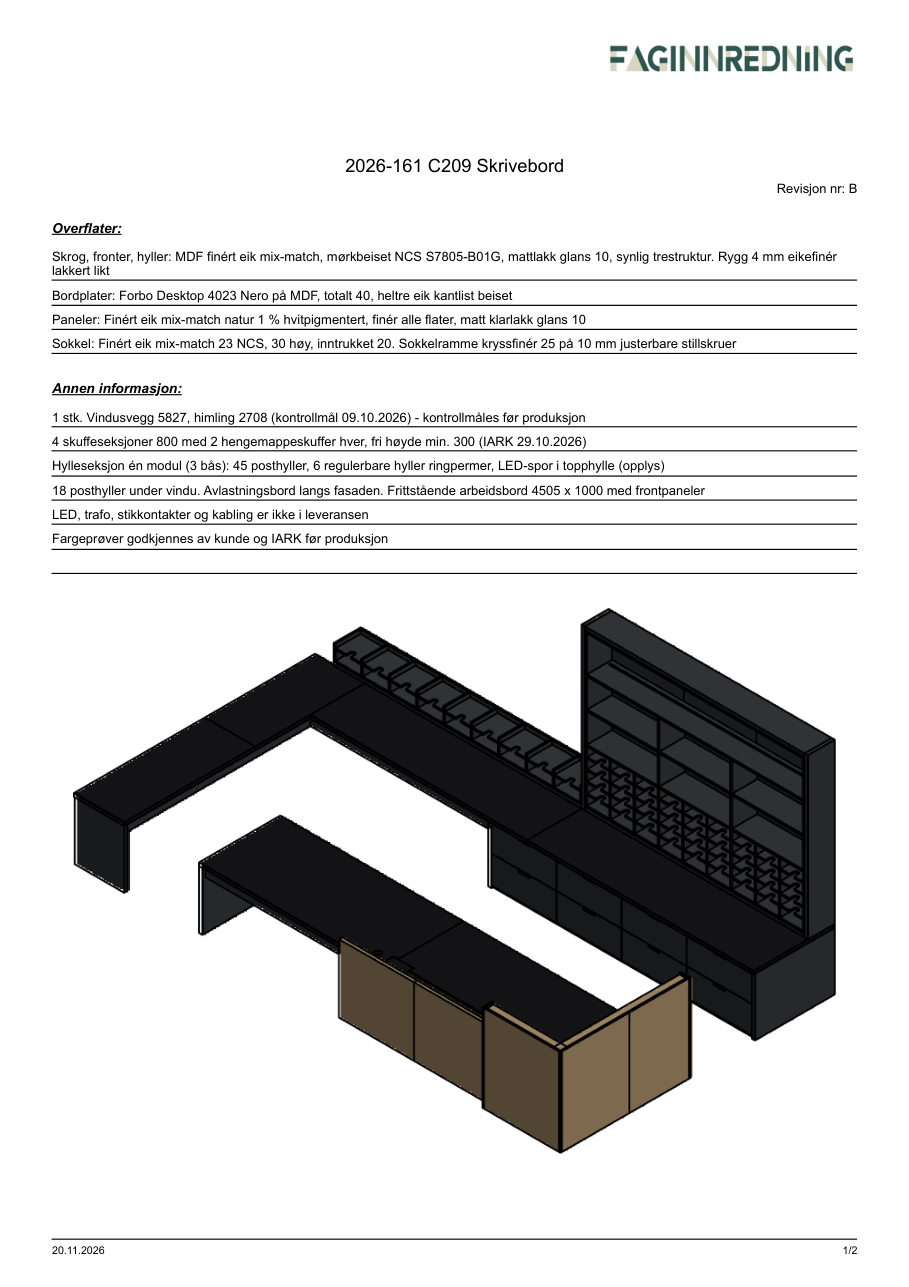 FAGINNREDNING
2026-161 C209 Skrivebord
Revisjon nr: B
Overflater:
Skrog, fronter, hyller: MDF finért eik mix-match, mørkbeiset NCS S7805-B01G, mattlakk glans 10, synlig trestruktur. Rygg 4 mm eikefinér
lakkert likt
Bordplater: Forbo Desktop 4023 Nero på MDF, totalt 40, heltre eik kantlist beiset
Paneler: Finért eik mix-match natur 1 % hvitpigmentert, finér alle flater, matt klarlakk glans 10
Sokkel: Finért eik mix-match 23 NCS, 30 høy, inntrukket 20. Sokkelramme kryssfinér 25 på 10 mm justerbare stillskruer
Annen informasjon:
1 stk. Vindusvegg 5827, himling 2708 (kontrollmål 09.10.2026) - kontrollmåles før produksjon
4 skuffeseksjoner 800 med 2 hengemappeskuffer hver, fri høyde min. 300 (IARK 29.10.2026)
Hylleseksjon én modul (3 bås): 45 posthyller, 6 regulerbare hyller ringpermer, LED-spor i topphylle (opplys)
18 posthyller under vindu. Avlastningsbord langs fasaden. Frittstående arbeidsbord 4505 x 1000 med frontpaneler
LED, trafo, stikkontakter og kabling er ikke i leveransen
Fargeprøver godkjennes av kunde og IARK før produksjon
20.11.2026
1/2